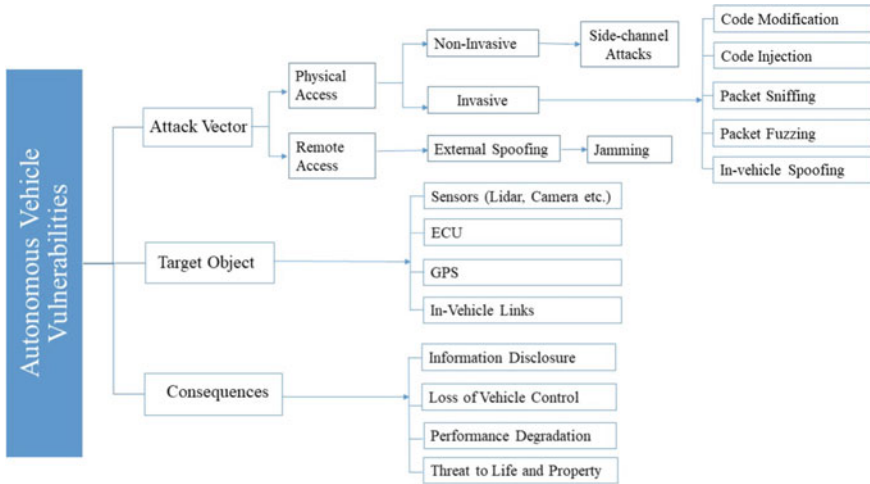 Autonomous Vehicle
Vulnerabilities
Attack Vector
Physical
Access
Non-Invasive
Side-channel
Attacks
Invasive
Code Modification
Code Injection
Packet Sniffing
Packet Fuzzing
In-vehicle Spoofing
Remote
Access
External Spoofing
Jamming
Target Object
Sensors (Lidar, Camera etc.)
ECU
GPS
In-Vehicle Links
Consequences
Information Disclosure
Loss of Vehicle Control
Performance Degradation
Threat to Life and Property